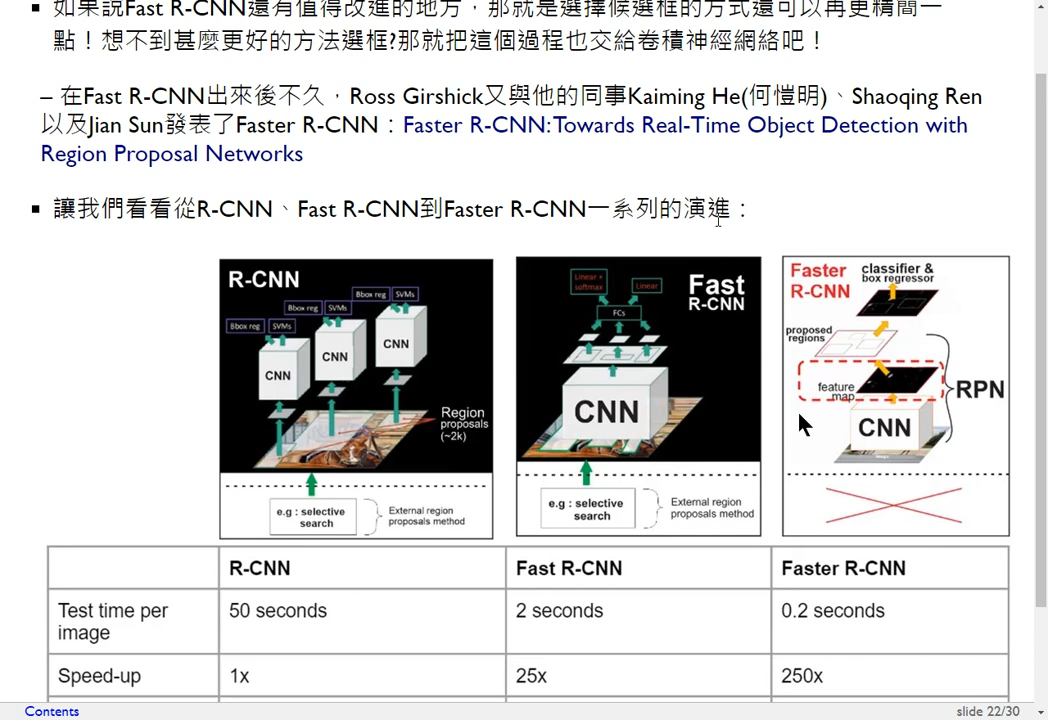 如果說Fast R-CNN還有值得改進的地方，那就是選擇候選框的方式還可以再更精簡一
點！想不到甚麼更好的方法選框?那就把這個過程也交給卷積神經網絡吧！
– 在Fast R-CNN出來後不久，Ross Girshick又與他的同事Kaiming He(何愷明)、Shaoqing Ren
以及Jian Sun發表了Faster R-CNN：Faster R-CNN:Towards Real-Time Object Detection with
Region Proposal Networks
讓我們看看從R-CNN、Fast R-CNN到Faster R-CNN一系列的演進：
R-CNN
Bbox reg SVMs
Bbox reg SVMs
Bbox reg SVMs
CNN
CNN
CNN
Region
proposals
(~2k)
e.g : selective
search
External region
proposals method
Linear +
softmax
Linear
FCs
Fast
R-CNN
CNN
e.g : selective
search
External region
proposals method
Faster
R-CNN
classifier &
box regressor
proposed
regions
feature
map
RPN
CNN
R-CNN Fast R-CNN Faster R-CNN
Test time per
image
50 seconds 2 seconds 0.2 seconds
Speed-up 1x 25x 250x
Contents slide 22/30